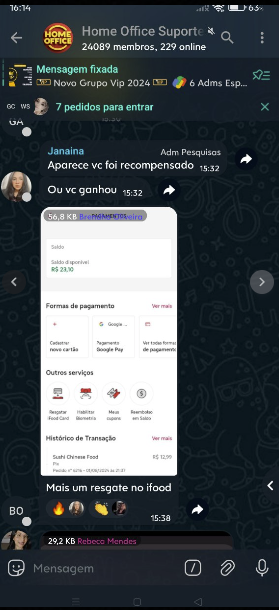 16:14
63%
HOME OFFICE
Home Office Suporte
24089 membros, 229 online
Mensagem fixada
Novo Grupo Vip 2024
6 Adms Esp...
GC
WS
7 pedidos para entrar
GA
Janaina
Adm Pesquisas
Aparece vc foi recompensado
15:32
Ou vc ganhou
15:32
56,8 KB
PAGAMENTOS
Saldo
Saldo disponível
R$ 23,10
Formas de pagamento
Ver mais
Cadastrar
novo cartão
Google ...
Pagamento
Google Pay
Ver todas formas
de pagamento
Outros serviços
Resgatar
iFood Card
Habilitar
Biometria
Meus
cupons
Reembolso
em Saldo
Histórico de Transação
Ver mais
Sushi Chinese Food
R$ 12,99
Pix
Mais um resgate no ifood
15:38
BO
29,2 KB Rebeca Mendes
Mensagem